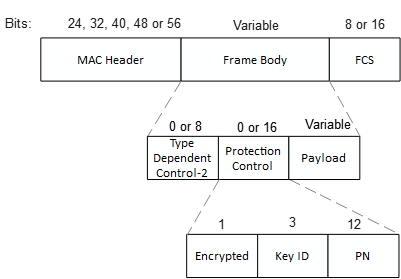 Bits: 24, 32, 40, 48 or 56 Variable 8 or 16
MAC Header Frame Body FCS
0 or 8 0 or 16 Variable
Type
Dependent
Control-2
Protection
Control
Payload
1 3 12
Encrypted Key ID PN